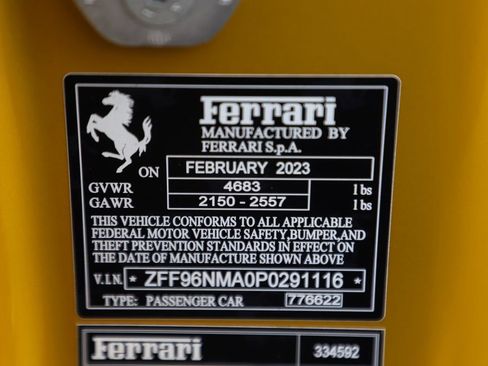 Ferrari
MANUFACTURED BY
FERRARI S.p.A.
ON FEBRUARY 2023
GVWR 4683 lbs
GAWR 2150 - 2557 lbs
THIS VEHICLE CONFORMS TO ALL APPLICABLE
FEDERAL MOTOR VEHICLE SAFETY,BUMPER,AND
THEFT PREVENTION STANDARDS IN EFFECT ON
THE DATE OF MANUFACTURE SHOWN ABOVE
V.I.N. * ZFF96NMA0P0291116 *
TYPE: PASSENGER CAR 776622
Ferrari 334592